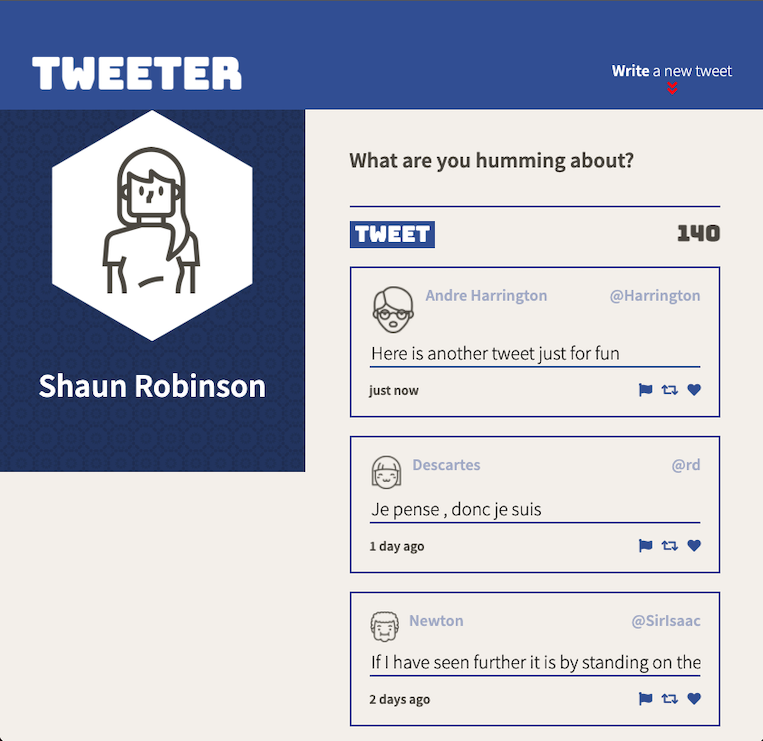 TWEETER
Write a new tweet
Shaun Robinson
What are you humming about?
TWEET 140
Andre Harrington @Harrington
Here is another tweet just for fun
just now
Descartes @rd
Je pense , donc je suis
1 day ago
Newton @SirIsaac
If I have seen further it is by standing on the
2 days ago